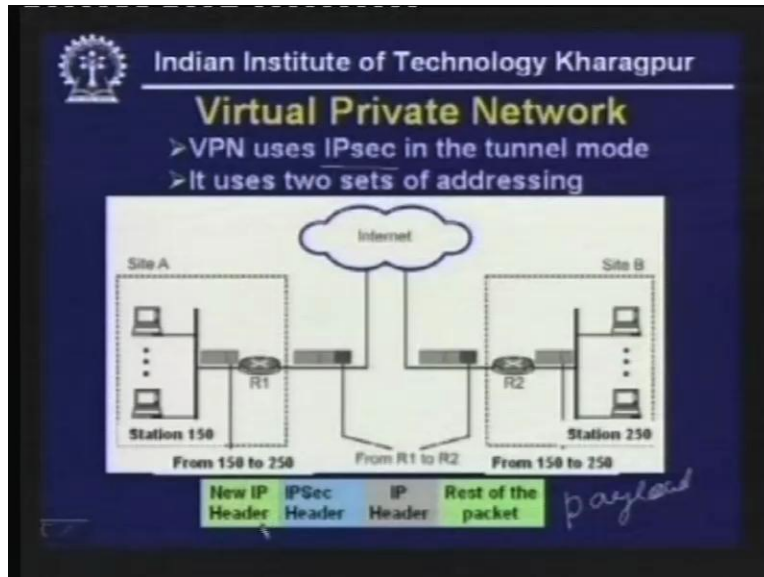 Indian Institute of Technology Kharagpur
Virtual Private Network
➢VPN uses IPsec in the tunnel mode
➢It uses two sets of addressing
Internet
Site A
Site B
R1
R2
Station 150
Station 250
From 150 to 250
From R1 to R2
From 150 to 250
New IP Header
IPSec Header
IP Header
Rest of the packet
payload